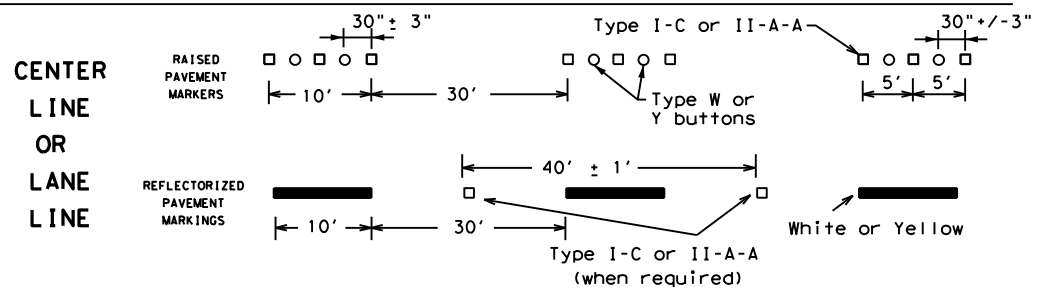 CENTER
LINE
OR
LANE
LINE
RAISED
PAVEMENT
MARKERS
30"± 3"
10'
30'
Type I-C or II-A-A
Type W or
Y buttons
30"+/-3"
5'
5'
REFLECTORIZED
PAVEMENT
MARKINGS
40' ± 1'
10'
30'
Type I-C or II-A-A
(when required)
White or Yellow